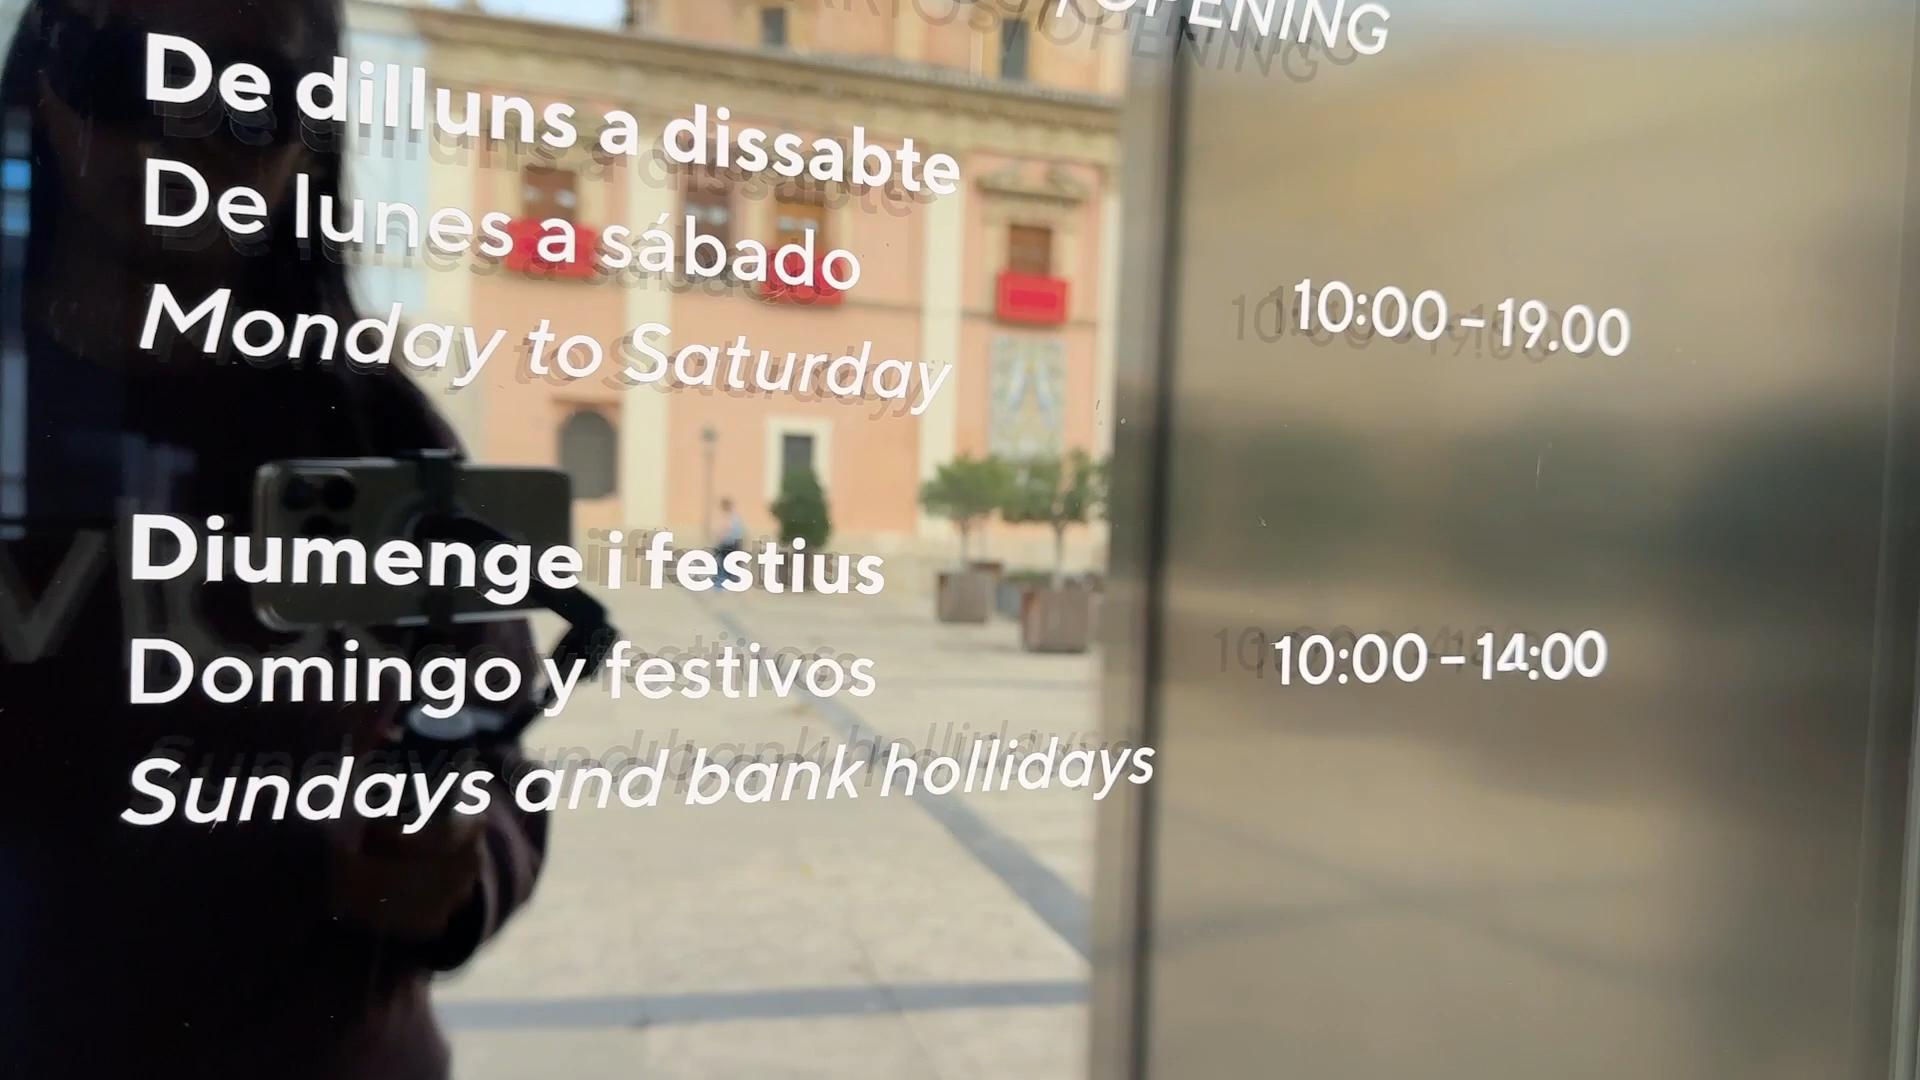 /OPENING
De dilluns a dissabte
De lunes a sábado
Monday to Saturday
10:00 – 19.00
Diumenge i festius
Domingo y festivos
Sundays and bank hollidays
10:00 – 14:00